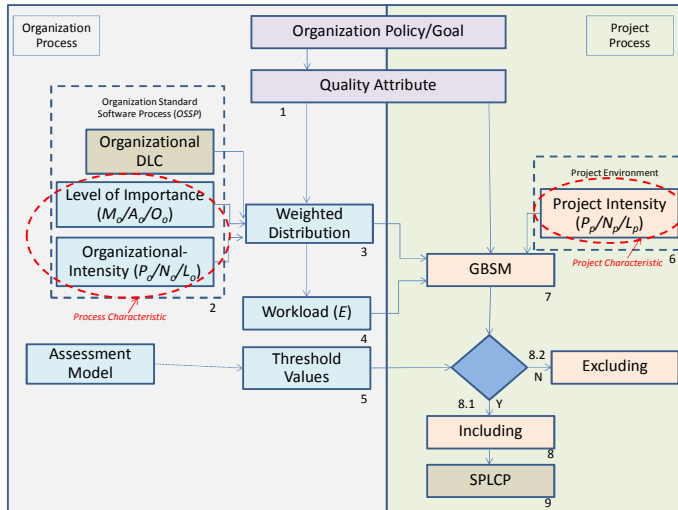 Organization
Process
Organization Policy/Goal
Project
Process
Quality Attribute
1
Organization Standard
Software Process (OSSP)
Organizational
DLC
Level of Importance
(Mo/Ao/Oo)
Organizational-
Intensity (Po/No/Lo)
Process Characteristic
2
Weighted
Distribution
3
Project Environment
Project Intensity
(Pp/Np/Lp)
Project Characteristic
6
GBSM
7
Workload (E)
4
Assessment
Model
Threshold
Values
5
8.2
N
Excluding
8.1
Y
Including
8
SPLCP
9